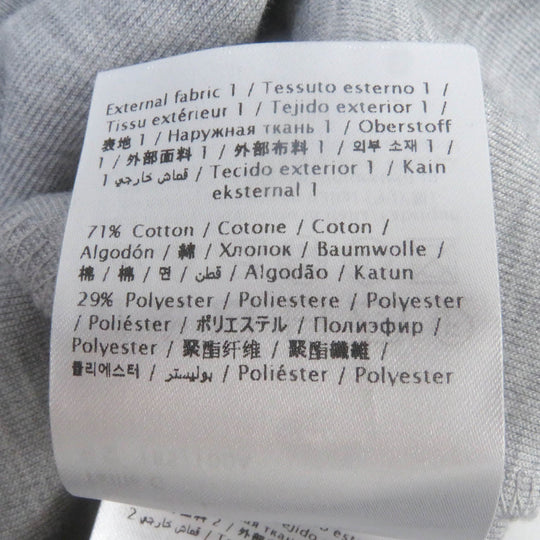 External fabric 1 / Tessuto esterno 1 /
Tissu extérieur 1 / Tejido exterior 1 /
表地 1 / Наружная ткань 1 / Oberstoff
1 / 外部面料 1 / 外部布料 1 / 외부 소재 1 /
قماش خارجي 1 / Tecido exterior 1 / Kain
eksternal 1
71% Cotton / Cotone / Coton /
Algodón / 綿 / Хлопок / Baumwolle /
棉 / 棉 / 면 / قطن / Algodão / Katun
29% Polyester / Poliestere / Polyester
/ Poliéster / ポリエステル / Полиэфир /
Polyester / 聚酯纤维 / 聚酯纖維 /
폴리에스터 / بوليستر / Poliéster / Polyester